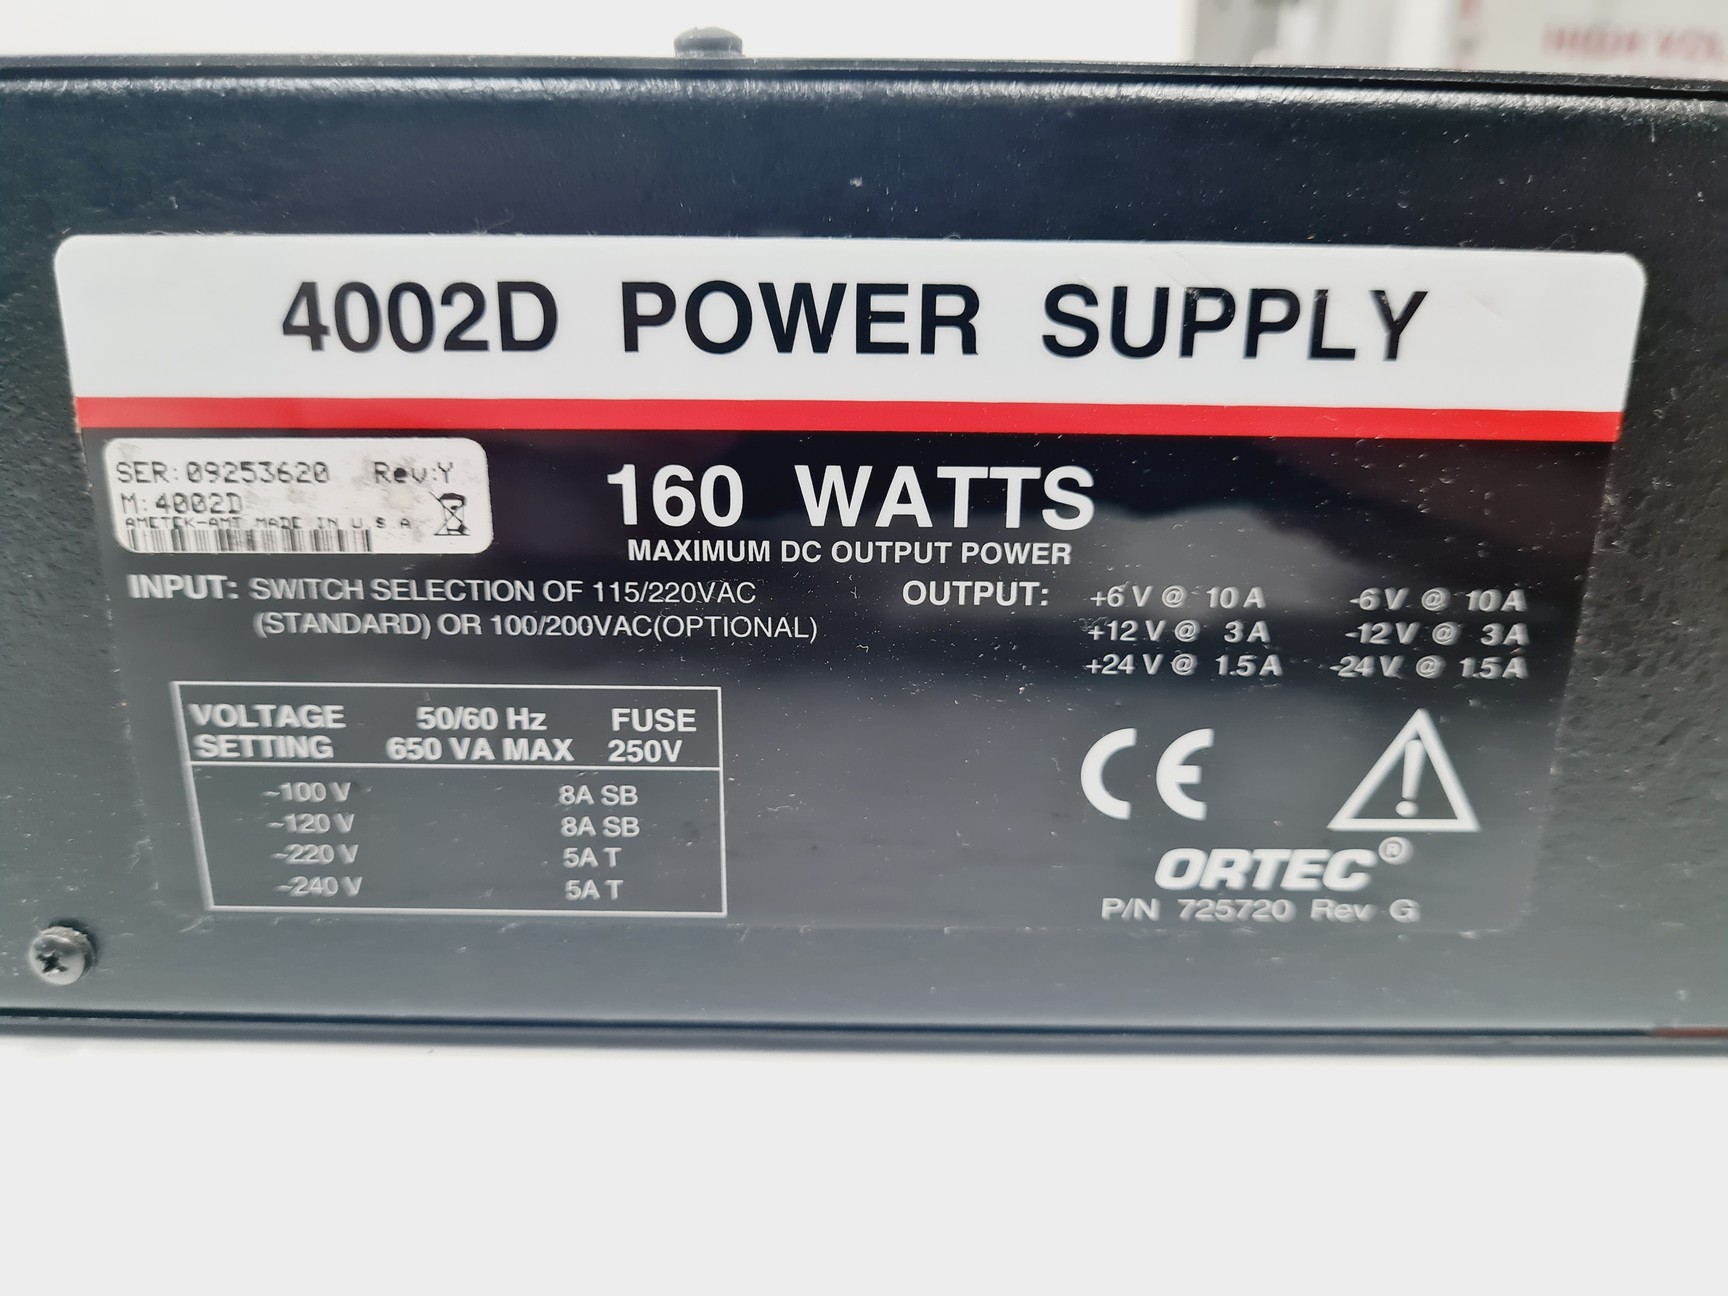 HIGH VOL
4002D POWER SUPPLY
SER:09253620 Rev:Y
M:4002D
AMETEK-AMT MADE IN U.S.A
160 WATTS
MAXIMUM DC OUTPUT POWER
INPUT: SWITCH SELECTION OF 115/220VAC
(STANDARD) OR 100/200VAC(OPTIONAL)
OUTPUT: +6 V @ 10 A -6 V @ 10 A
+12 V @ 3 A -12 V @ 3 A
+24 V @ 1.5 A -24 V @ 1.5 A
VOLTAGE 50/60 Hz FUSE
SETTING 650 VA MAX 250V
~100 V 8A SB
~120 V 8A SB
~220 V 5A T
~240 V 5A T
CE
ORTEC®
P/N 725720 Rev G